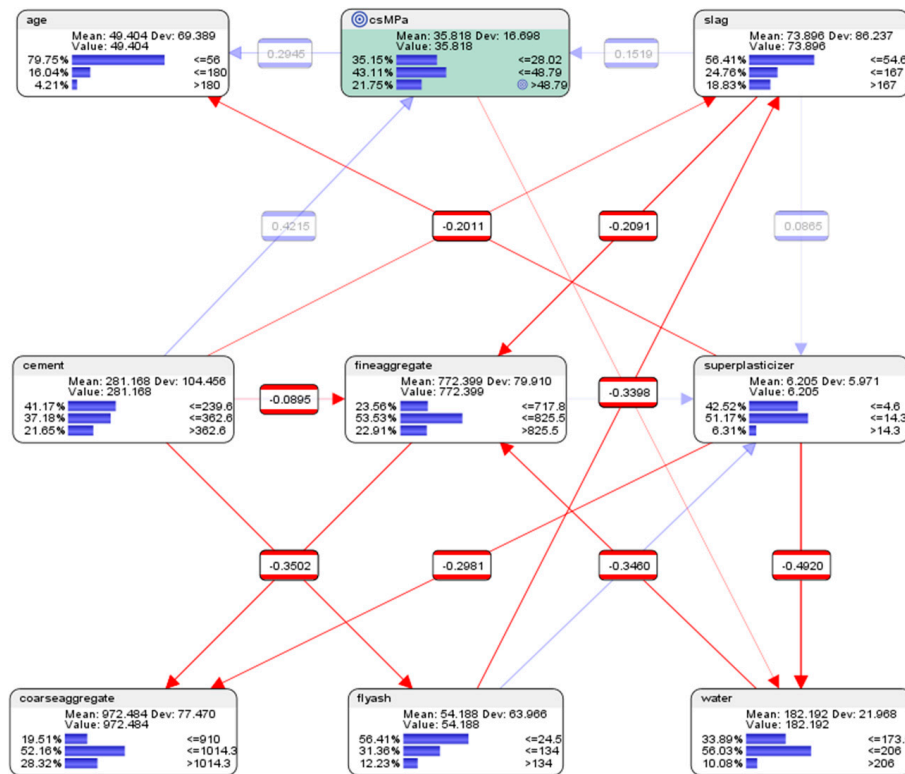 age
Mean: 49.404 Dev: 69.389
Value: 49.404
79.75% <=56
16.04% <=180
4.21% >180
0.2945
csMPa
Mean: 35.818 Dev: 16.698
Value: 35.818
35.15% <=28.02
43.11% <=48.79
21.75% >48.79
0.1519
slag
Mean: 73.896 Dev: 86.237
Value: 73.896
56.41% <=54.6
24.76% <=167
18.83% >167
0.4215
-0.2011
-0.2091
0.0865
cement
Mean: 281.168 Dev: 104.456
Value: 281.168
41.17% <=239.6
37.18% <=362.6
21.65% >362.6
-0.0895
fineaggregate
Mean: 772.399 Dev: 79.910
Value: 772.399
23.56% <=717.8
53.53% <=825.5
22.91% >825.5
-0.3398
superplasticizer
Mean: 6.205 Dev: 5.971
Value: 6.205
42.52% <=4.6
51.17% <=14.3
6.31% >14.3
-0.3502
-0.2981
-0.3460
-0.4920
coarseaggregate
Mean: 972.484 Dev: 77.470
Value: 972.484
19.51% <=910
52.16% <=1014.3
28.32% >1014.3
flyash
Mean: 54.188 Dev: 63.966
Value: 54.188
56.41% <=24.5
31.36% <=134
12.23% >134
water
Mean: 182.192 Dev: 21.968
Value: 182.192
33.89% <=173.
56.03% <=206
10.08% >206